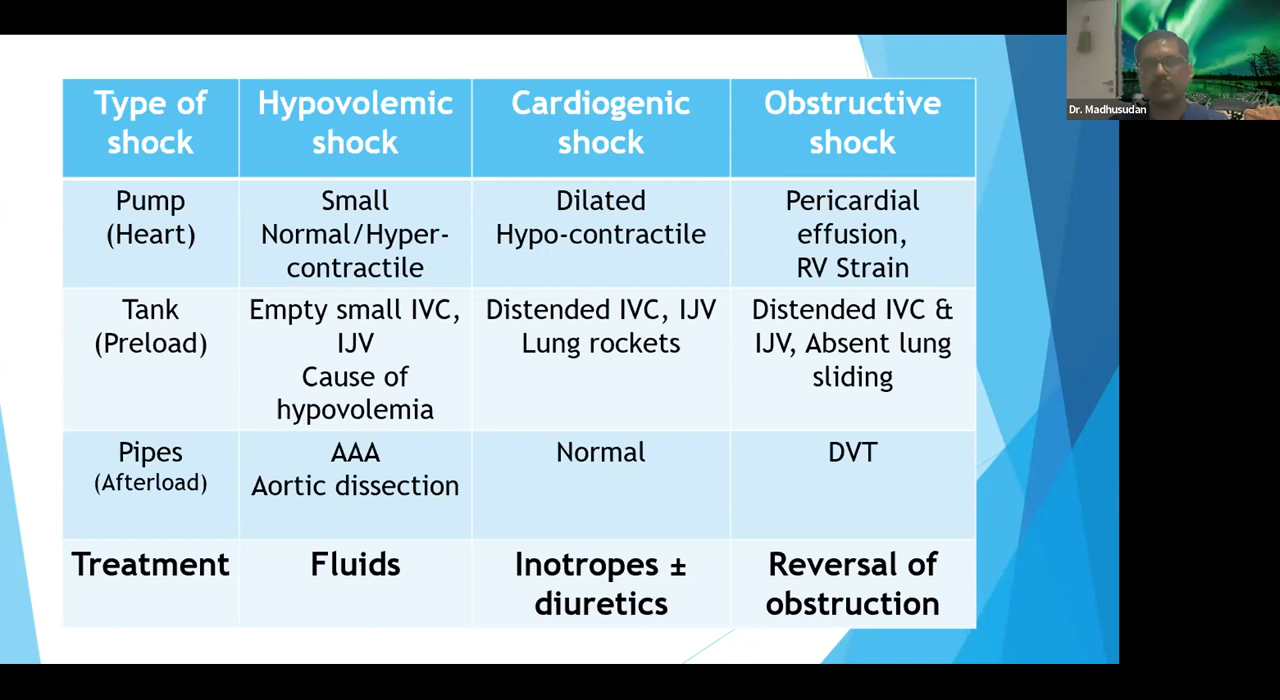 Dr. Madhusudan
Type of
shock
Hypovolemic
shock
Cardiogenic
shock
Obstructive
shock
Pump
(Heart)
Small
Normal/Hyper-
contractile
Dilated
Hypo-contractile
Pericardial
effusion,
RV Strain
Tank
(Preload)
Empty small IVC,
IJV
Cause of
hypovolemia
Distended IVC, IJV
Lung rockets
Distended IVC &
IJV, Absent lung
sliding
Pipes
(Afterload)
AAA
Aortic dissection
Normal
DVT
Treatment
Fluids
Inotropes ±
diuretics
Reversal of
obstruction